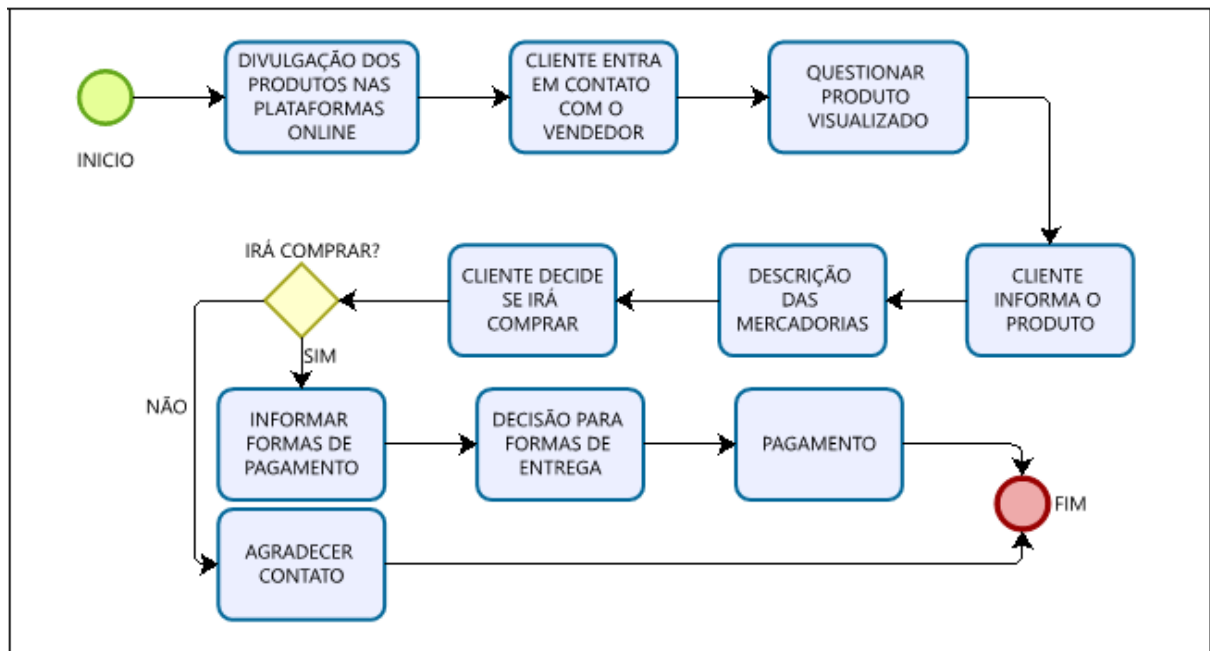 DIVULGAÇÃO DOS
PRODUTOS NAS
PLATAFORMAS
ONLINE
CLIENTE ENTRA
EM CONTATO
COM O
VENDEDOR
QUESTIONAR
PRODUTO
VISUALIZADO
INICIO
IRÁ COMPRAR?
CLIENTE DECIDE
SE IRÁ
COMPRAR
DESCRIÇÃO
DAS
MERCADORIAS
CLIENTE
INFORMA O
PRODUTO
SIM
NÃO
INFORMAR
FORMAS DE
PAGAMENTO
DECISÃO PARA
FORMAS DE
ENTREGA
PAGAMENTO
FIM
AGRADECER
CONTATO